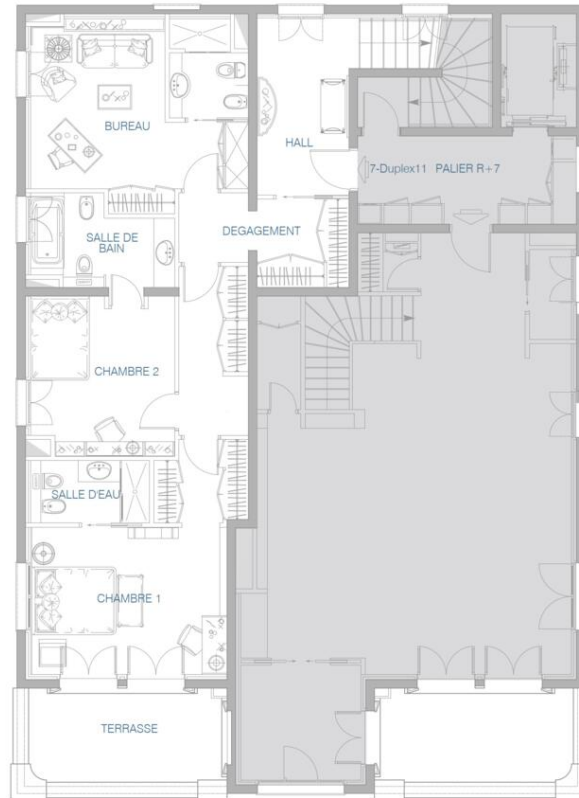 BUREAU
HALL
7-Duplex11 PALIER R+7
SALLE DE
BAIN
DEGAGEMENT
CHAMBRE 2
SALLE D'EAU
CHAMBRE 1
TERRASSE